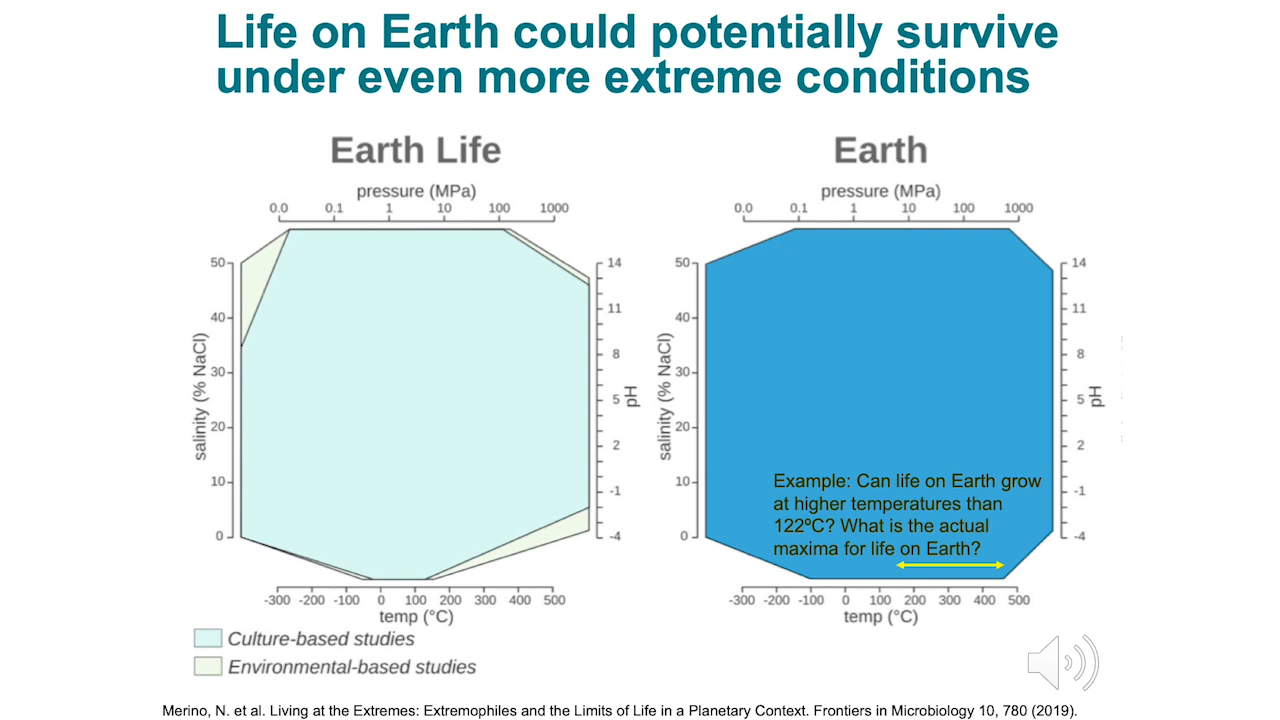 Life on Earth could potentially survive
under even more extreme conditions
Earth Life
pressure (MPa)
0.0 0.1 1 10 100 1000
salinity (% NaCl)
50
40
30
20
10
0
14
11
8
5
2
-1
-4
pH
-300 -200 -100 0 100 200 300 400 500
temp (°C)
Culture-based studies
Environmental-based studies
Earth
pressure (MPa)
0.0 0.1 1 10 100 1000
salinity (% NaCl)
50
40
30
20
10
0
14
11
8
5
2
-1
-4
pH
Example: Can life on Earth grow
at higher temperatures than
122ºC? What is the actual
maxima for life on Earth?
-300 -200 -100 0 100 200 300 400 500
temp (°C)
Merino, N. et al. Living at the Extremes: Extremophiles and the Limits of Life in a Planetary Context. Frontiers in Microbiology 10, 780 (2019).